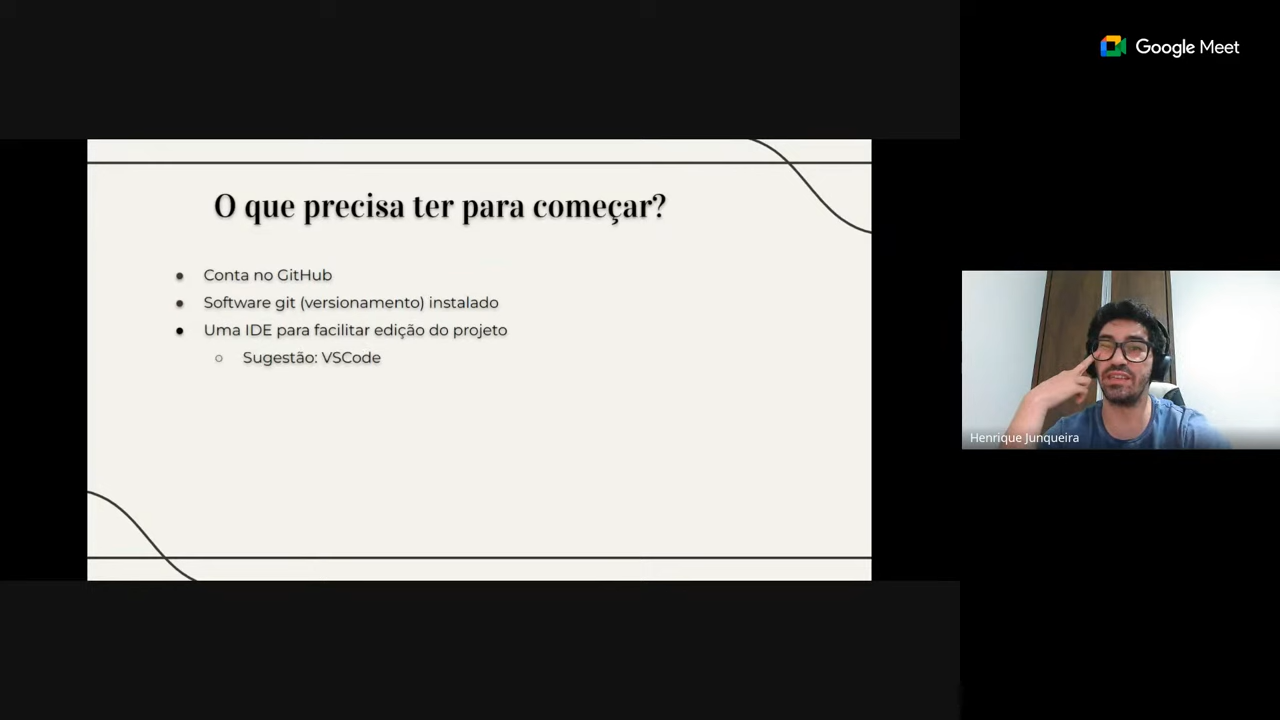 Google Meet
O que precisa ter para começar?
● Conta no GitHub
● Software git (versionamento) instalado
● Uma IDE para facilitar edição do projeto
○ Sugestão: VSCode
Henrique Junqueira